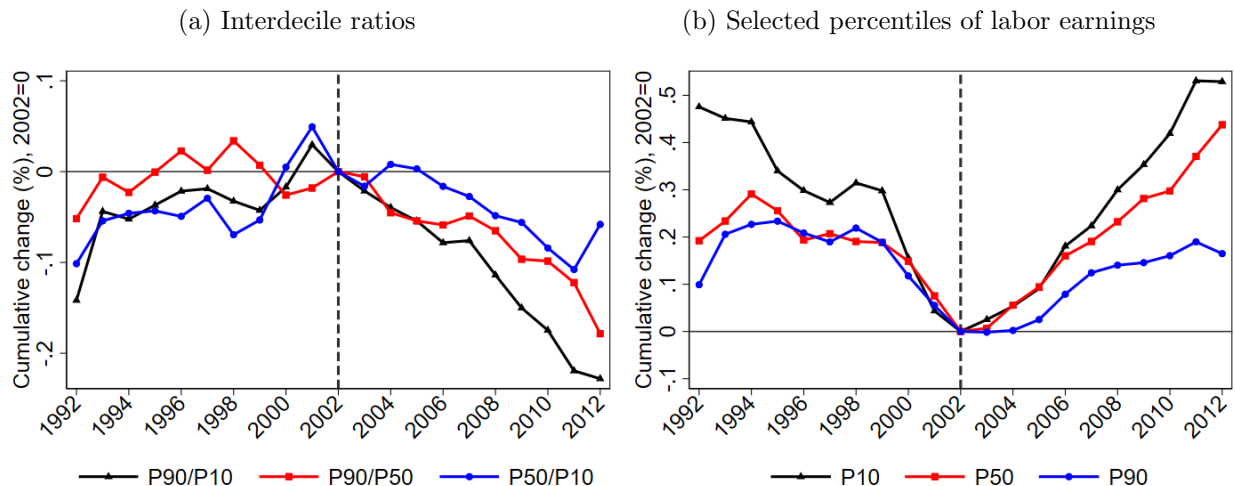 (a) Interdecile ratios
Cumulative change (%), 2002=0
.1
0
-.1
-.2
1992 1994 1996 1998 2000 2002 2004 2006 2008 2010 2012
P90/P10 P90/P50 P50/P10
(b) Selected percentiles of labor earnings
Cumulative change (%), 2002=0
.5
.4
.3
.2
.1
0
-.1
1992 1994 1996 1998 2000 2002 2004 2006 2008 2010 2012
P10 P50 P90